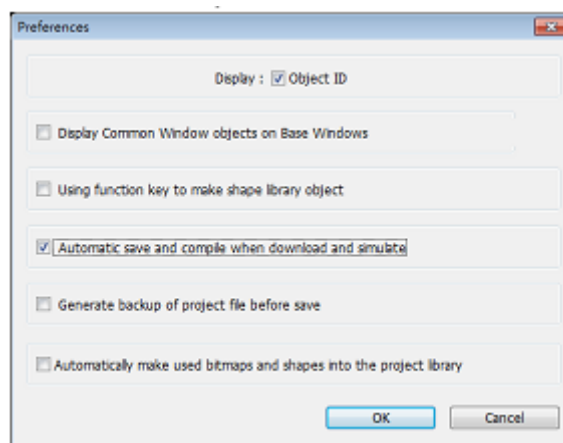 Preferences
Display : Object ID
Display Common Window objects on Base Windows
Using function key to make shape library object
Automatic save and compile when download and simulate
Generate backup of project file before save
Automatically make used bitmaps and shapes into the project library
OK Cancel